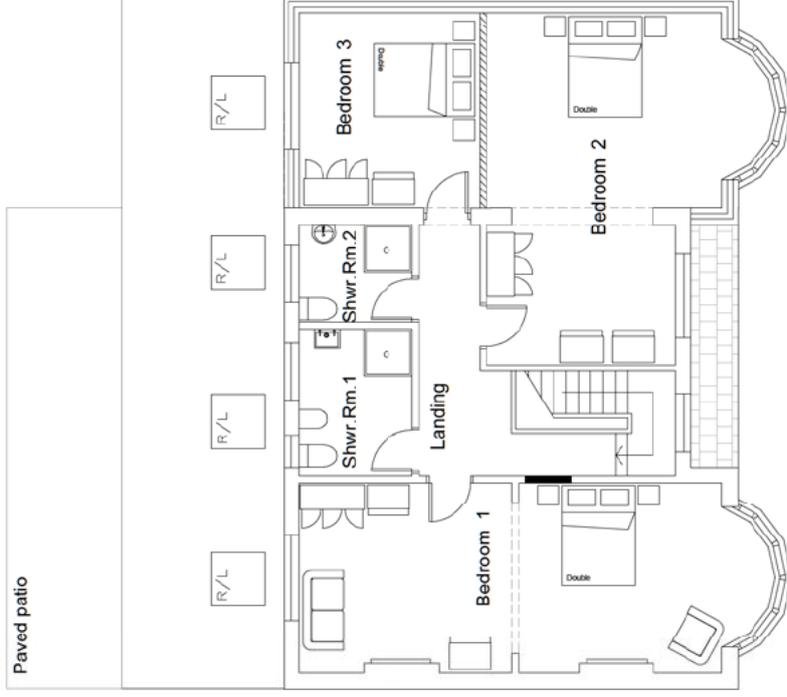 Paved patio
R/L
R/L
R/L
R/L
Bedroom 3
Double
Double
Bedroom 2
Shwr.Rm.2
Shwr.Rm.1
Landing
Bedroom 1
Double